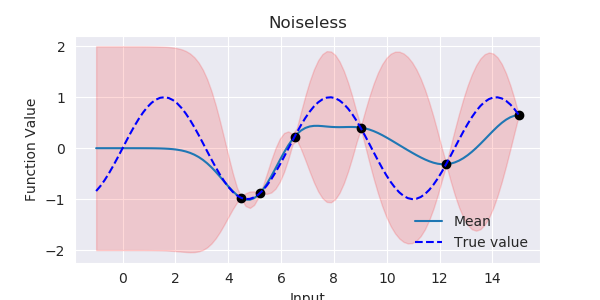 Noiseless
Function Value
2
1
0
−1
−2
Mean
True value
0 2 4 6 8 10 12 14
Input